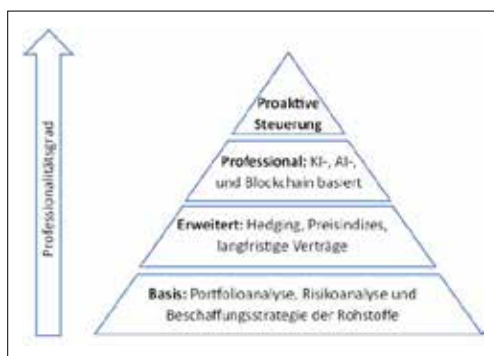 Professionalitätsgrad
Proaktive
Steuerung
Professional: KI-, AI-,
und Blockchain basiert
Erweitert: Hedging, Preisindizes,
langfristige Verträge
Basis: Portfolioanalyse, Risikoanalyse und
Beschaffungsstrategie der Rohstoffe